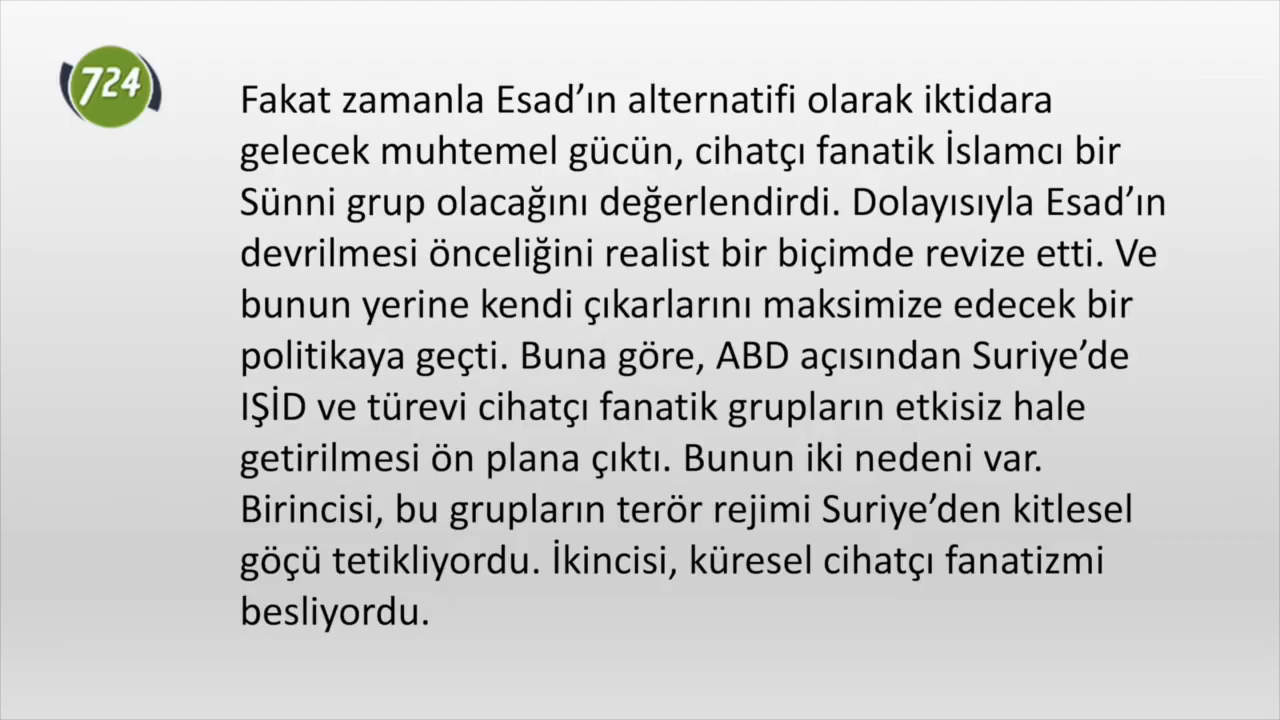 724
Fakat zamanla Esad’ın alternatifi olarak iktidara
gelecek muhtemel gücün, cihatçı fanatik İslamcı bir
Sünni grup olacağını değerlendirdi. Dolayısıyla Esad’ın
devrilmesi önceliğini realist bir biçimde revize etti. Ve
bunun yerine kendi çıkarlarını maksimize edecek bir
politikaya geçti. Buna göre, ABD açısından Suriye’de
IŞİD ve türevi cihatçı fanatik grupların etkisiz hale
getirilmesi ön plana çıktı. Bunun iki nedeni var.
Birincisi, bu grupların terör rejimi Suriye’den kitlesel
göçü tetikliyordu. İkincisi, küresel cihatçı fanatizmi
besliyordu.